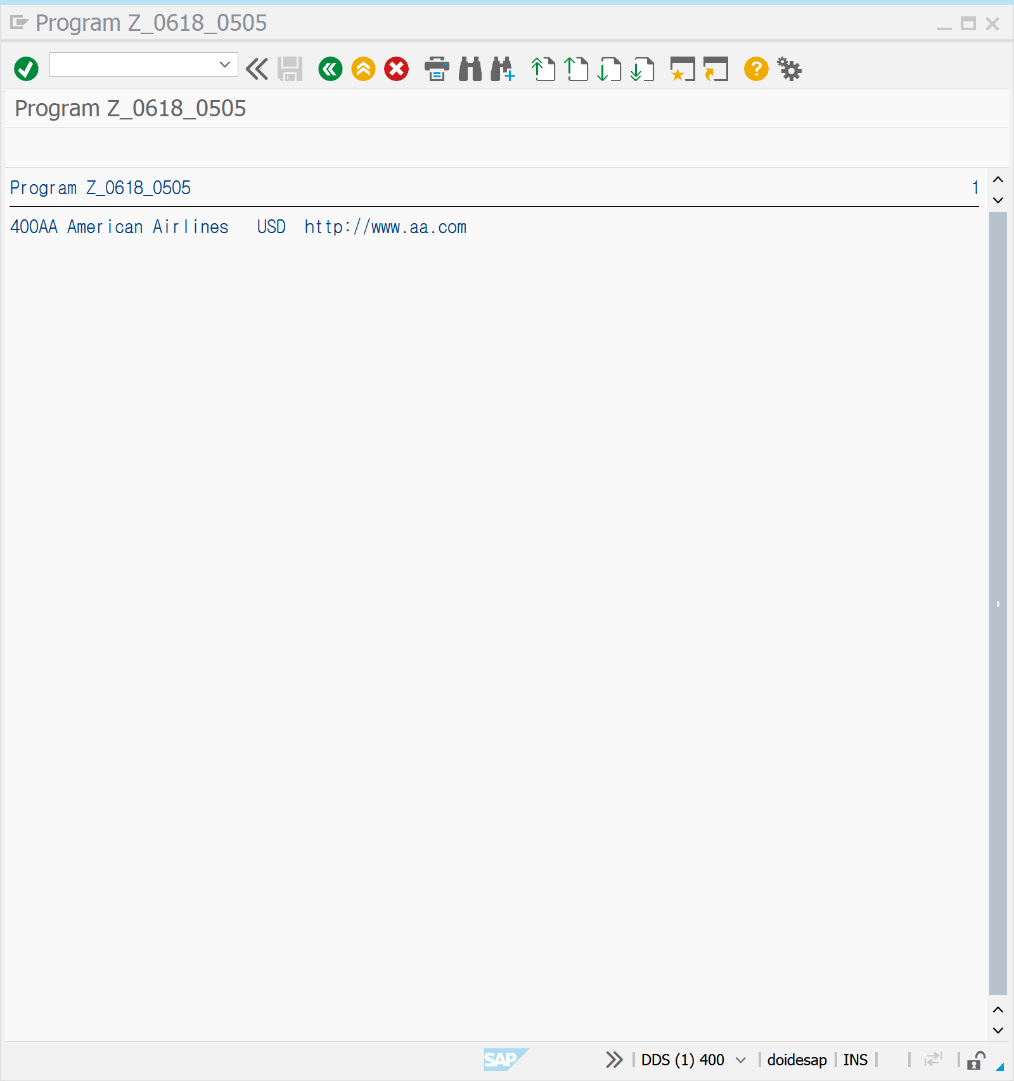 Program Z_0618_0505
Program Z_0618_0505
Program Z_0618_0505 1
400AA American Airlines USD http://www.aa.com
SAP DDS (1) 400 doidesap INS